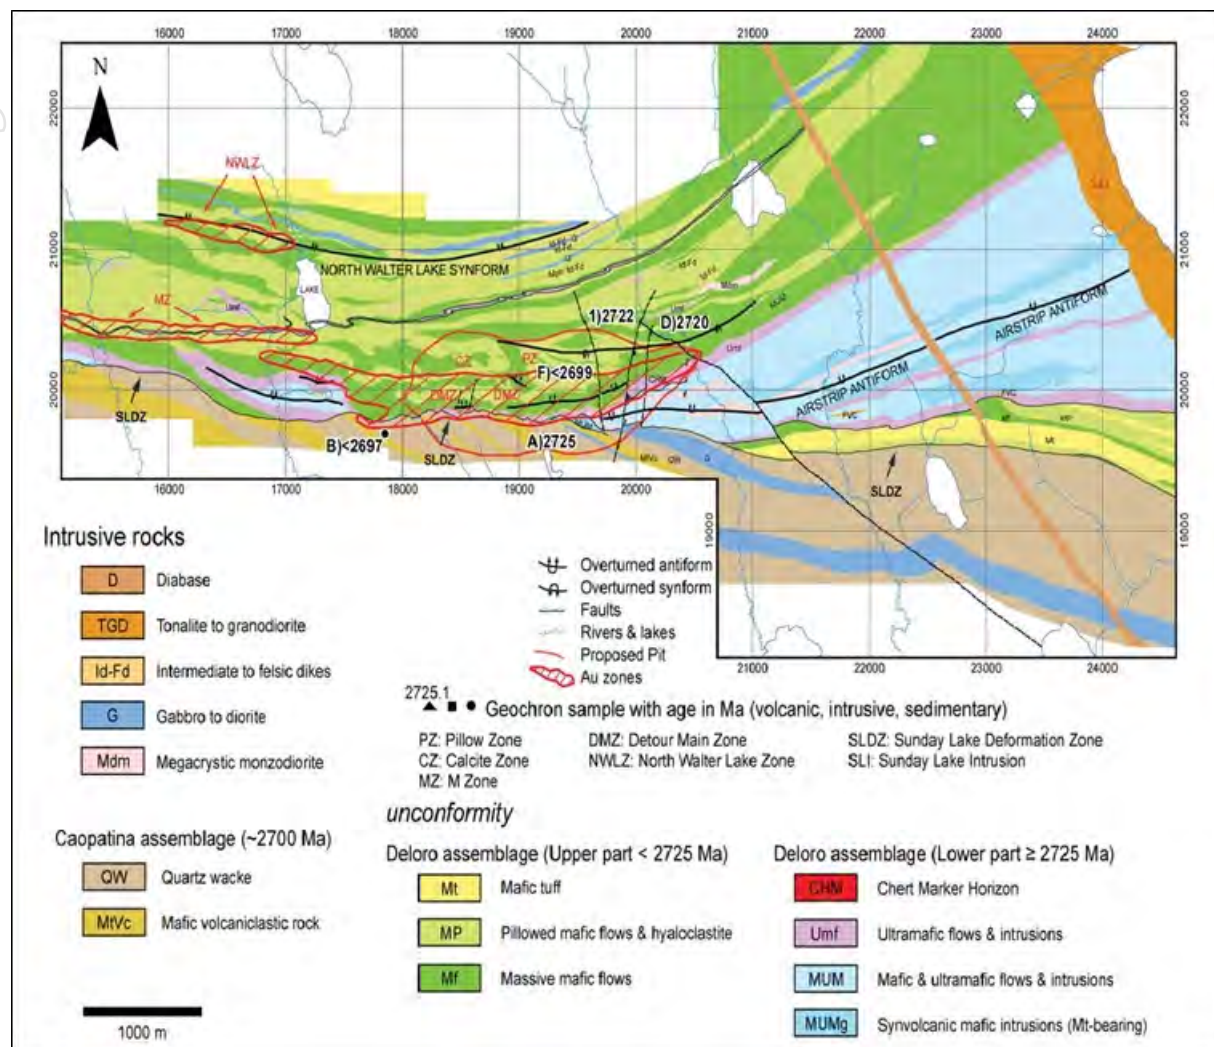 16000 17000 18000 19000 20000 21000 22000 23000 24000
N
22000
22000
NWLZ
21000
21000
NORTH WALTER LAKE SYNFORM
LAKE
MZ
1)2722
D)2720
AIRSTRIP ANTIFORM
CZ
PZ
F)<2699
DMZ
DMZ
Umf
20000
20000
AIRSTRIP ANTIFORM
SLDZ
B)<2697
SLDZ
A)2725
SLDZ
Mt
16000 17000 18000 19000 20000
19000
19000
21000 22000 23000 24000
Intrusive rocks
D Diabase
TGD Tonalite to granodiorite
Id-Fd Intermediate to felsic dikes
G Gabbro to diorite
Mdm Megacrystic monzodiorite
Overturned antiform
Overturned synform
Faults
Rivers & lakes
Proposed Pit
Au zones
2725.1
Geochron sample with age in Ma (volcanic, intrusive, sedimentary)
PZ: Pillow Zone DMZ: Detour Main Zone SLDZ: Sunday Lake Deformation Zone
CZ: Calcite Zone NWLZ: North Walter Lake Zone SLI: Sunday Lake Intrusion
MZ: M Zone
unconformity
Caopatina assemblage (~2700 Ma)
QW Quartz wacke
MtVc Mafic volcaniclastic rock
Deloro assemblage (Upper part < 2725 Ma)
Mt Mafic tuff
MP Pillowed mafic flows & hyaloclastite
Mf Massive mafic flows
Deloro assemblage (Lower part ≥ 2725 Ma)
CHM Chert Marker Horizon
Umf Ultramafic flows & intrusions
MUM Mafic & ultramafic flows & intrusions
MUMg Synvolcanic mafic intrusions (Mt-bearing)
1000 m